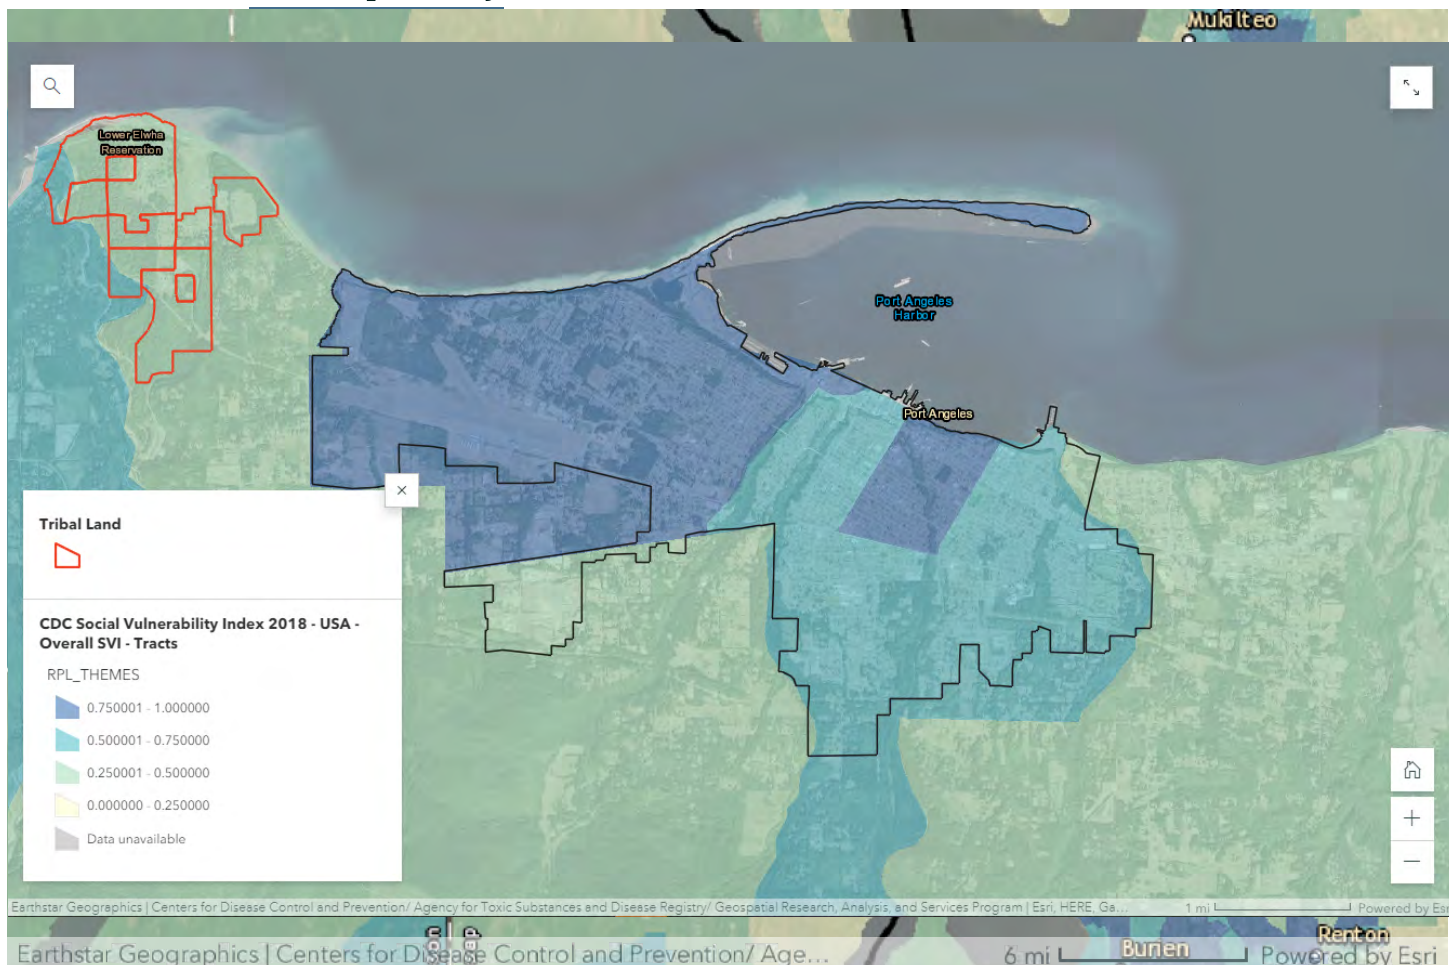 Mukilteo
Lower Elwha
Reservation
Port Angeles
Harbor
Port Angeles
Tribal Land
CDC Social Vulnerability Index 2018 - USA -
Overall SVI - Tracts
RPL_THEMES
0.750001 - 1.000000
0.500001 - 0.750000
0.250001 - 0.500000
0.000000 - 0.250000
Data unavailable
Earthstar Geographics | Centers for Disease Control and Prevention/ Agency for Toxic Substances and Disease Registry/ Geospatial Research, Analysis, and Services Program | Esri, HERE, Ga...
1 mi
Powered by Esr
Renton
Burien
Earthstar Geographics | Centers for Disease Control and Prevention/ Age...
6 mi
Powered by Esri